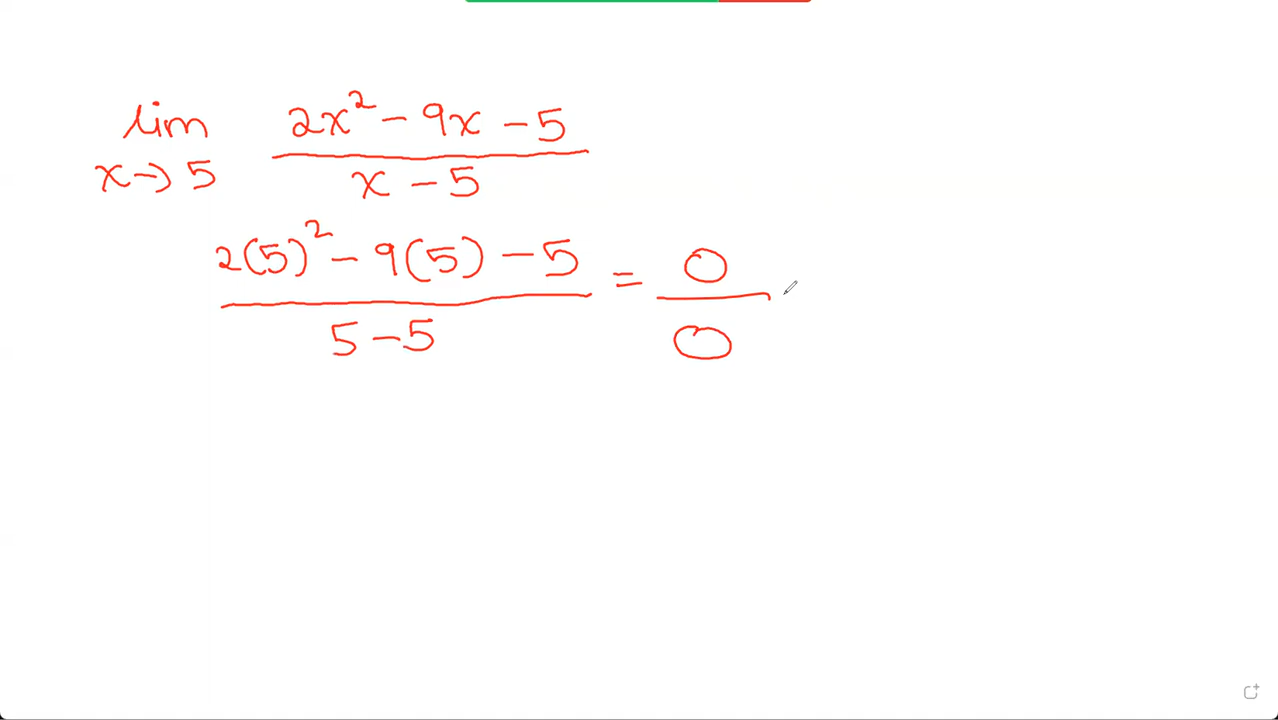 lim 2x² - 9x - 5
x→5 x - 5
2(5)² - 9(5) - 5 = 0
5 - 5 0